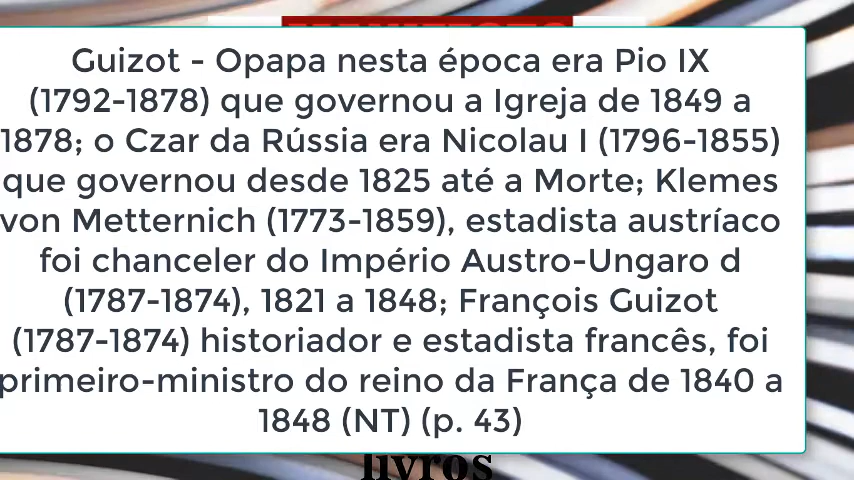 Guizot - Opapa nesta época era Pio IX
(1792-1878) que governou a Igreja de 1849 a
1878; o Czar da Rússia era Nicolau I (1796-1855)
que governou desde 1825 até a Morte; Klemes
von Metternich (1773-1859), estadista austríaco
foi chanceler do Império Austro-Ungaro d
(1787-1874), 1821 a 1848; François Guizot
(1787-1874) historiador e estadista francês, foi
primeiro-ministro do reino da França de 1840 a
1848 (NT) (p. 43)
livros